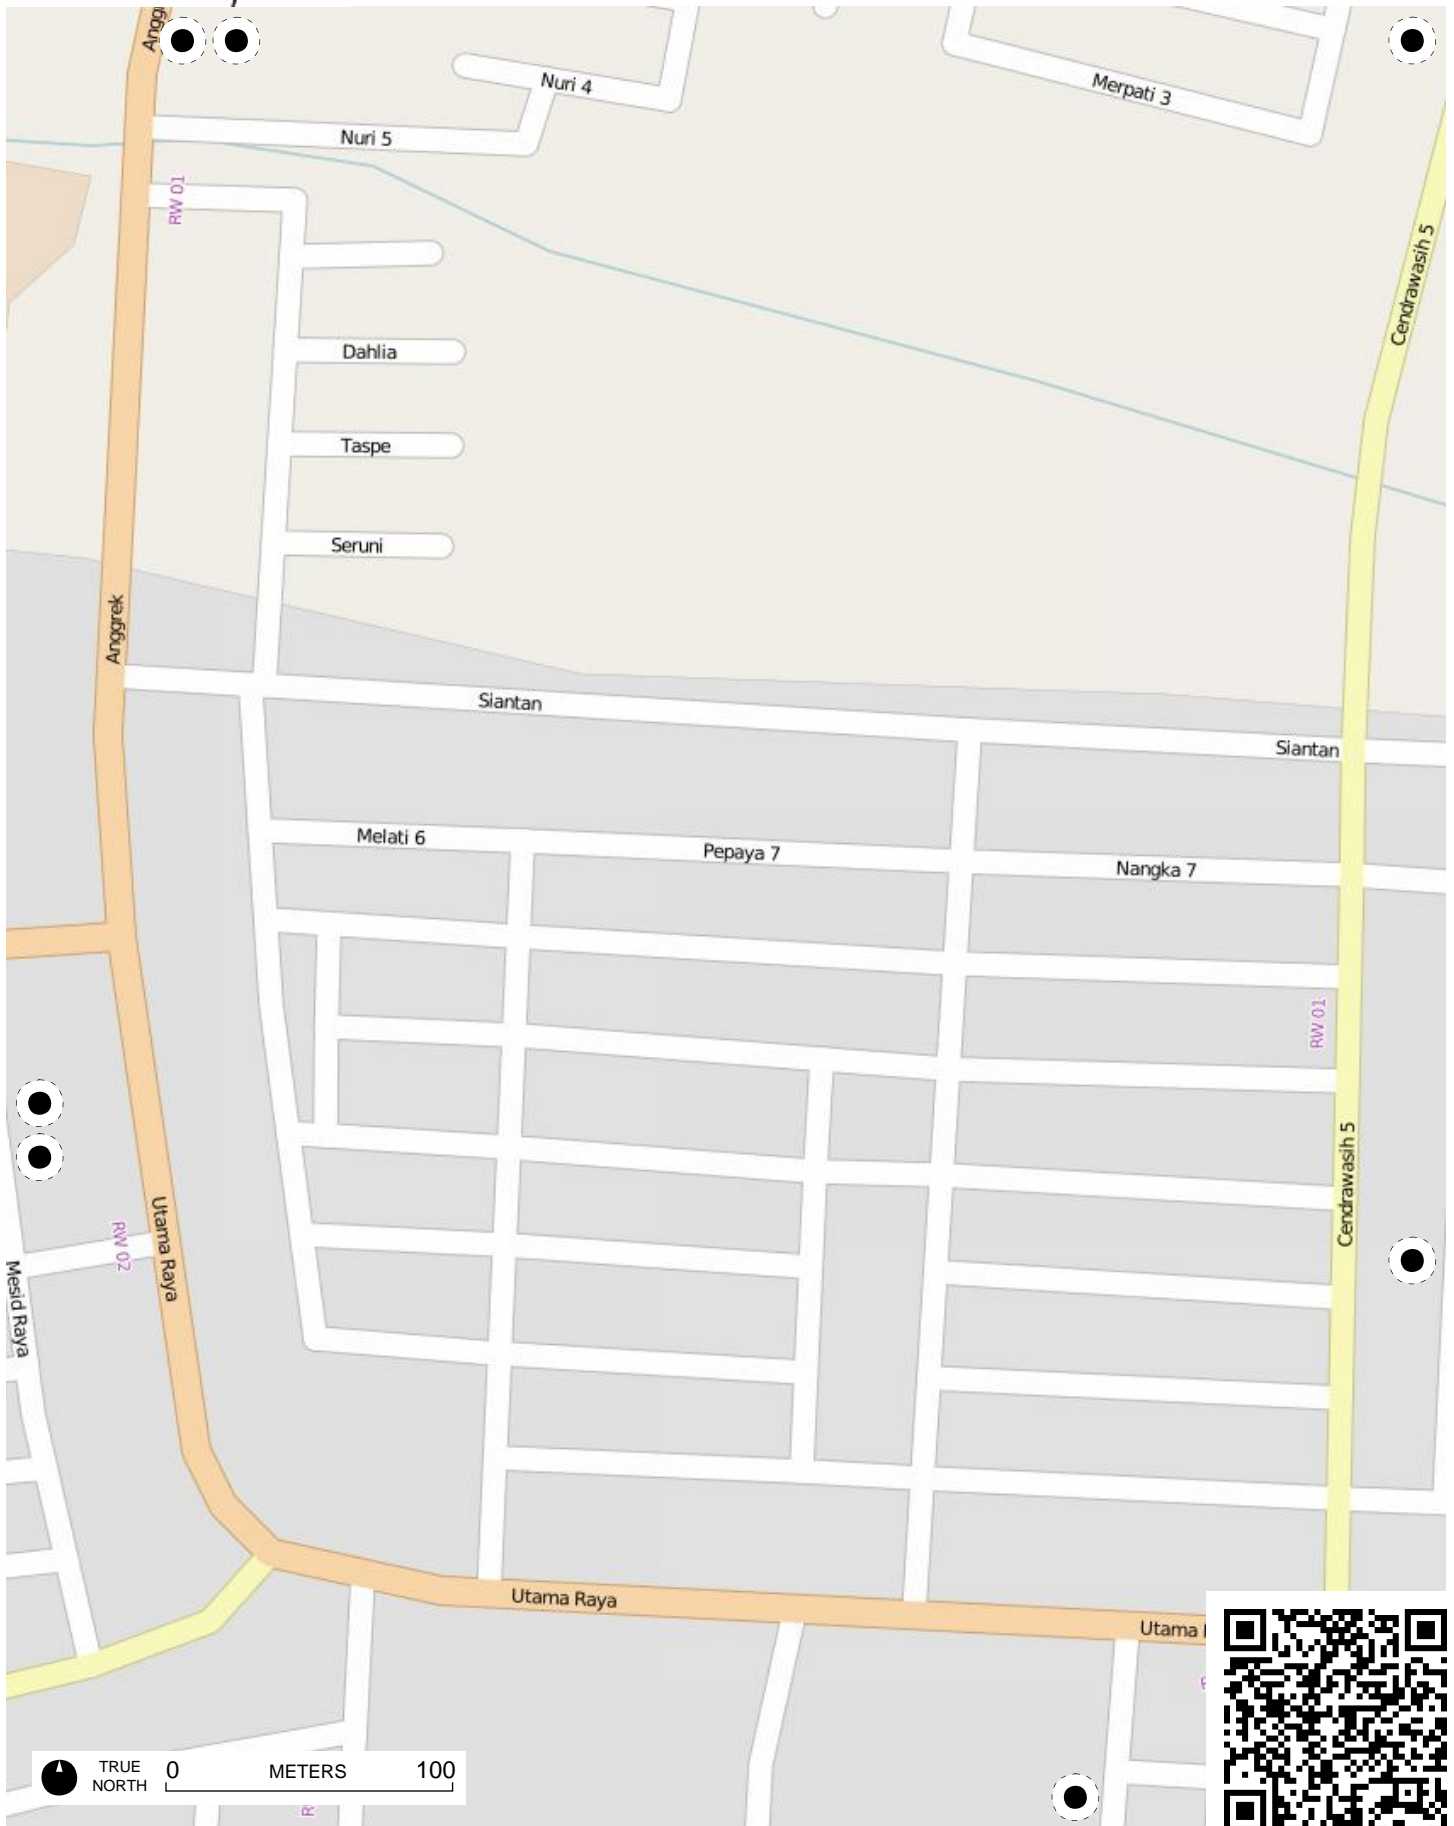 Nuri 4
Merpati 3
Nuri 5
RW 01
Cendrawasih 5
Dahlia
Taspe
Seruni
Anggrek
Siantan
Siantan
Melati 6
Pepaya 7
Nangka 7
RW 01
Cendrawasih 5
Utama Raya
RW 02
Mesid Raya
Utama Raya
Utama
TRUE NORTH
0 METERS 100